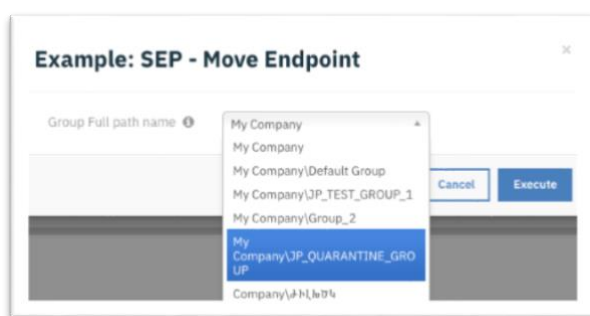 Example: SEP - Move Endpoint
×
Group Full path name
My Company
My Company
My Company\Default Group
My Company\JP_TEST_GROUP_1
My Company\Group_2
My
Company\JP_QUARANTINE_GRO
UP
Company\
Cancel
Execute